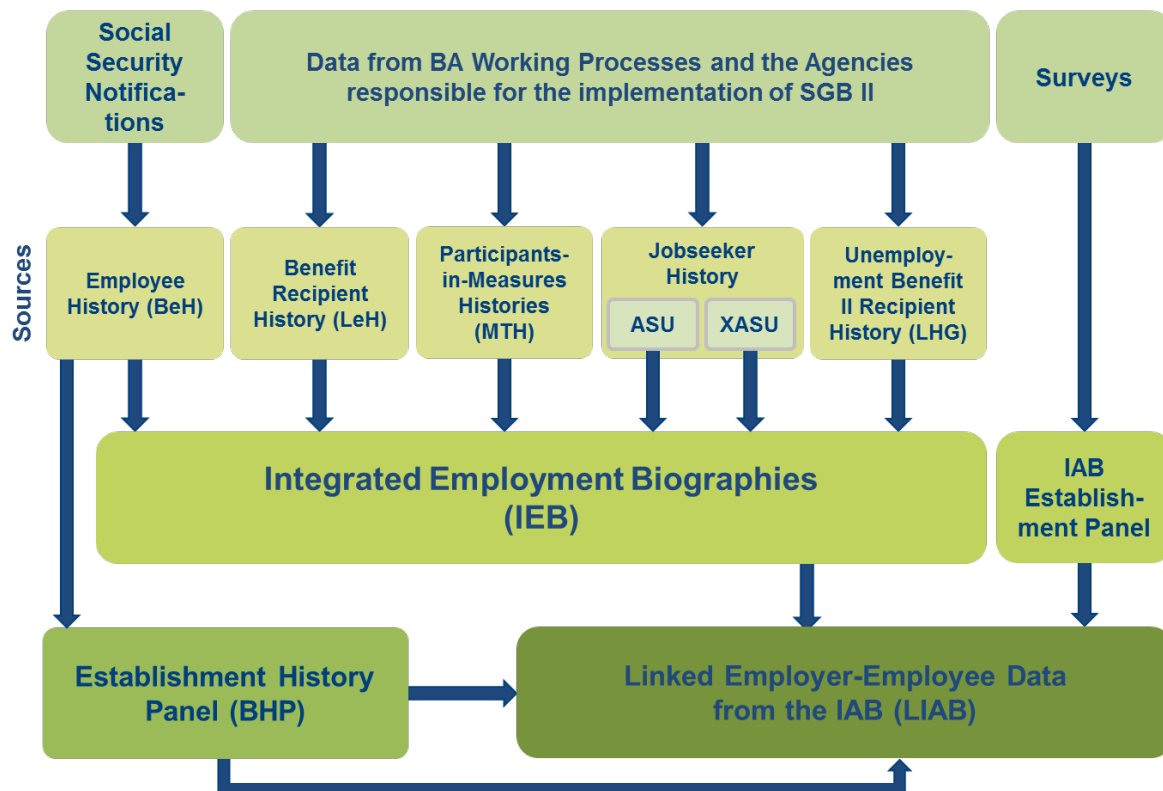 Social
Security
Notifica-
tions
Data from BA Working Processes and the Agencies
responsible for the implementation of SGB II
Surveys
Sources
Employee
History (BeH)
Benefit
Recipient
History (LeH)
Participants-
in-Measures
Histories
(MTH)
Jobseeker
History
ASU
XASU
Unemploy-
ment Benefit
II Recipient
History (LHG)
Integrated Employment Biographies
(IEB)
IAB
Establish-
ment Panel
Establishment History
Panel (BHP)
Linked Employer-Employee Data
from the IAB (LIAB)